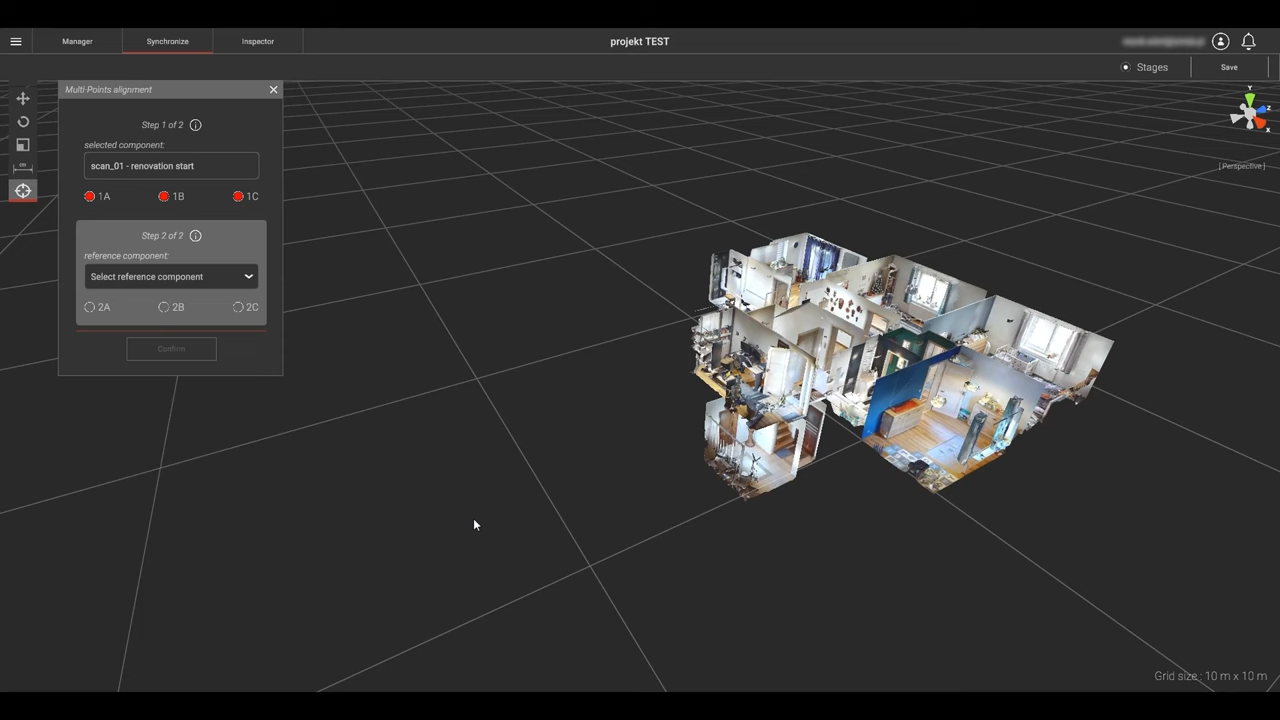 Manager
Synchronize
Inspector
projekt TEST
Stages
Save
Multi-Points alignment
Step 1 of 2
selected component:
scan_01 - renovation start
1A 1B 1C
Step 2 of 2
reference component:
Select reference component
2A 2B 2C
Confirm
Y
Z
X
[ Perspective ]
Grid size : 10 m x 10 m